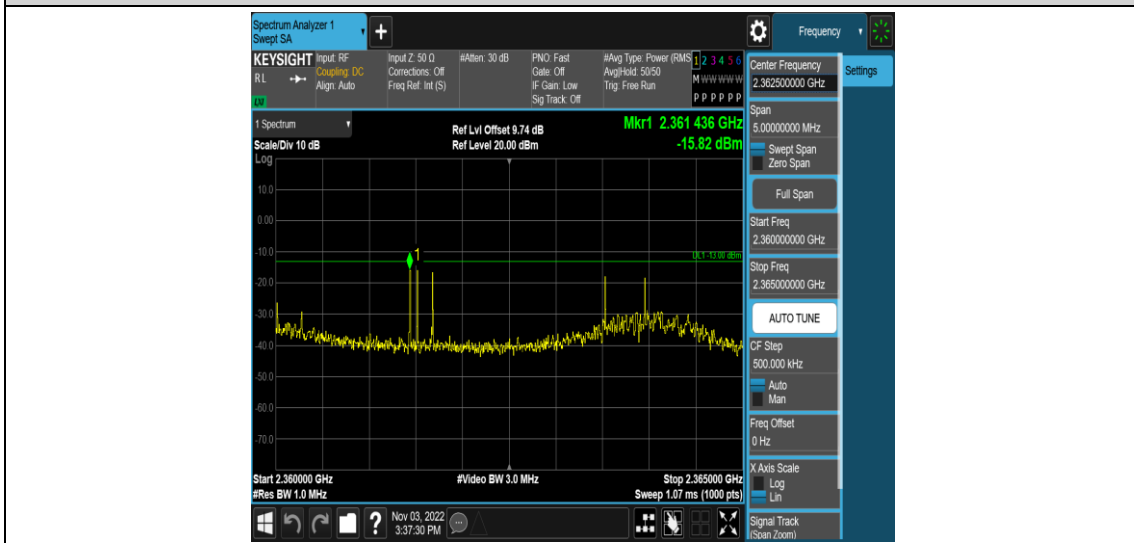 Spectrum Analyzer 1
Swept SA
+
Frequency
KEYSIGHT
RL
LXI
Input: RF
Coupling: DC
Align: Auto
Input Z: 50 Ω
Corrections: Off
Freq Ref: Int (S)
#Atten: 30 dB
PNO: Fast
Gate: Off
IF Gain: Low
Sig Track: Off
#Avg Type: Power (RMS
Avg|Hold: 50/50
Trig: Free Run
1 2 3 4 5 6
M W W W W W
P P P P P P
1 Spectrum
Scale/Div 10 dB
Log
Ref Lvl Offset 9.74 dB
Ref Level 20.00 dBm
Mkr1 2.361 436 GHz
-15.82 dBm
10.0
0.00
-10.0
-20.0
-30.0
-40.0
-50.0
-60.0
-70.0
1
DL1 -13.00 dBm
Start 2.360000 GHz
#Res BW 1.0 MHz
#Video BW 3.0 MHz
Stop 2.365000 GHz
Sweep 1.07 ms (1000 pts)
Center Frequency
2.362500000 GHz
Settings
Span
5.00000000 MHz
Swept Span
Zero Span
Full Span
Start Freq
2.360000000 GHz
Stop Freq
2.365000000 GHz
AUTO TUNE
CF Step
500.000 kHz
Auto
Man
Freq Offset
0 Hz
X Axis Scale
Log
Lin
Signal Track
(Span Zoom)
?
Nov 03, 2022
3:37:30 PM